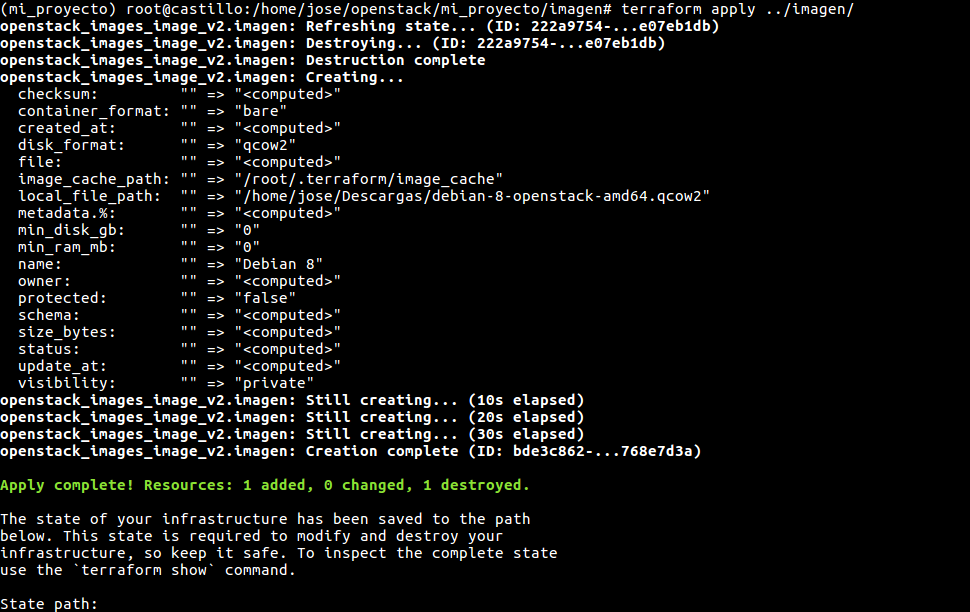 (mi_proyecto) root@castillo:/home/jose/openstack/mi_proyecto/imagen# terraform apply ../imagen/
openstack_images_image_v2.imagen: Refreshing state... (ID: 222a9754-...e07eb1db)
openstack_images_image_v2.imagen: Destroying... (ID: 222a9754-...e07eb1db)
openstack_images_image_v2.imagen: Destruction complete
openstack_images_image_v2.imagen: Creating...
  checksum:         "" => "<computed>"
  container_format: "" => "bare"
  created_at:       "" => "<computed>"
  disk_format:      "" => "qcow2"
  file:             "" => "<computed>"
  image_cache_path: "" => "/root/.terraform/image_cache"
  local_file_path:  "" => "/home/jose/Descargas/debian-8-openstack-amd64.qcow2"
  metadata.%:       "" => "<computed>"
  min_disk_gb:      "" => "0"
  min_ram_mb:       "" => "0"
  name:             "" => "Debian 8"
  owner:            "" => "<computed>"
  protected:        "" => "false"
  schema:           "" => "<computed>"
  size_bytes:       "" => "<computed>"
  status:           "" => "<computed>"
  update_at:        "" => "<computed>"
  visibility:       "" => "private"
openstack_images_image_v2.imagen: Still creating... (10s elapsed)
openstack_images_image_v2.imagen: Still creating... (20s elapsed)
openstack_images_image_v2.imagen: Still creating... (30s elapsed)
openstack_images_image_v2.imagen: Creation complete (ID: bde3c862-...768e7d3a)

Apply complete! Resources: 1 added, 0 changed, 1 destroyed.

The state of your infrastructure has been saved to the path
below. This state is required to modify and destroy your
infrastructure, so keep it safe. To inspect the complete state
use the `terraform show` command.

State path: